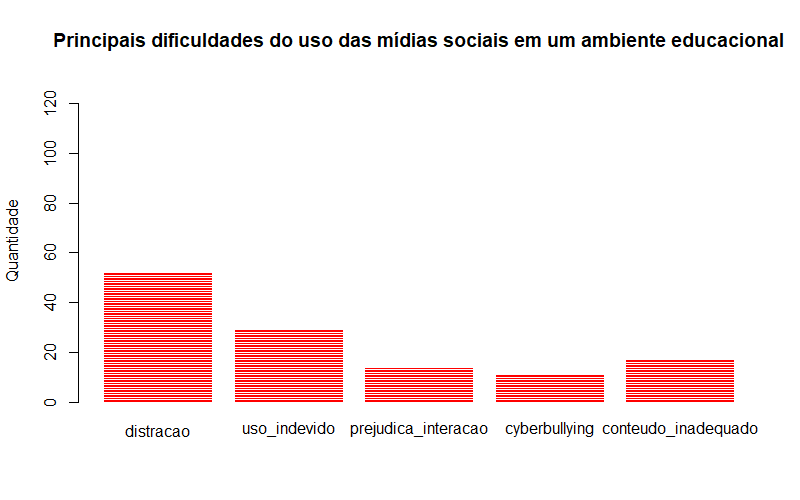 Principais dificuldades do uso das mídias sociais em um ambiente educacional
Quantidade
120
100
80
60
40
20
0
distracao uso_indevido prejudica_interacao cyberbullying conteudo_inadequado